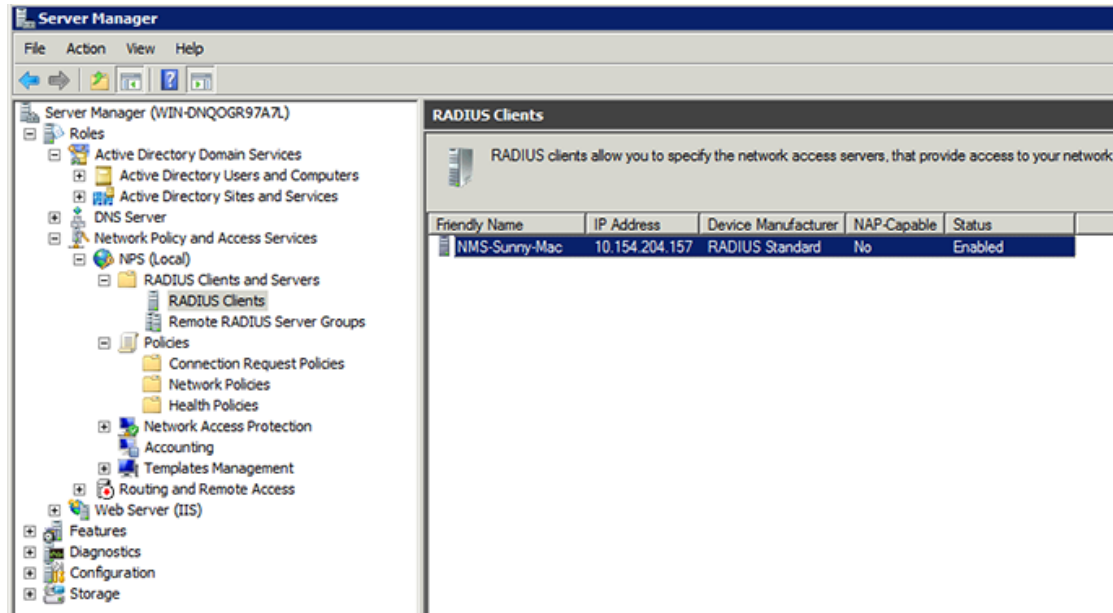 Server Manager
File Action View Help
Server Manager (WIN-DNQOGR97A7L)
Roles
Active Directory Domain Services
Active Directory Users and Computers
Active Directory Sites and Services
DNS Server
Network Policy and Access Services
NPS (Local)
RADIUS Clients and Servers
RADIUS Clients
Remote RADIUS Server Groups
Policies
Connection Request Policies
Network Policies
Health Policies
Network Access Protection
Accounting
Templates Management
Routing and Remote Access
Web Server (IIS)
Features
Diagnostics
Configuration
Storage
RADIUS Clients
RADIUS clients allow you to specify the network access servers, that provide access to your network
Friendly Name IP Address Device Manufacturer NAP-Capable Status
NMS-Sunny-Mac 10.154.204.157 RADIUS Standard No Enabled